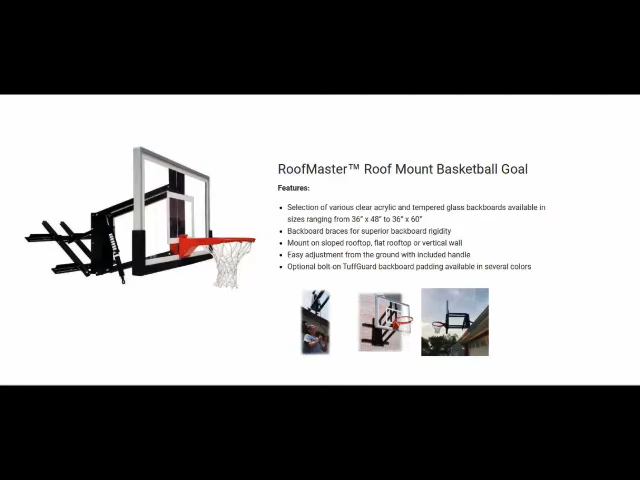 RoofMaster™ Roof Mount Basketball Goal
Features:
Selection of various clear acrylic and tempered glass backboards available in
sizes ranging from 36" x 48" to 36" x 60"
Backboard braces for superior backboard rigidity
Mount on sloped rooftop, flat rooftop or vertical wall
Easy adjustment from the ground with included handle
Optional bolt-on TuffGuard backboard padding available in several colors